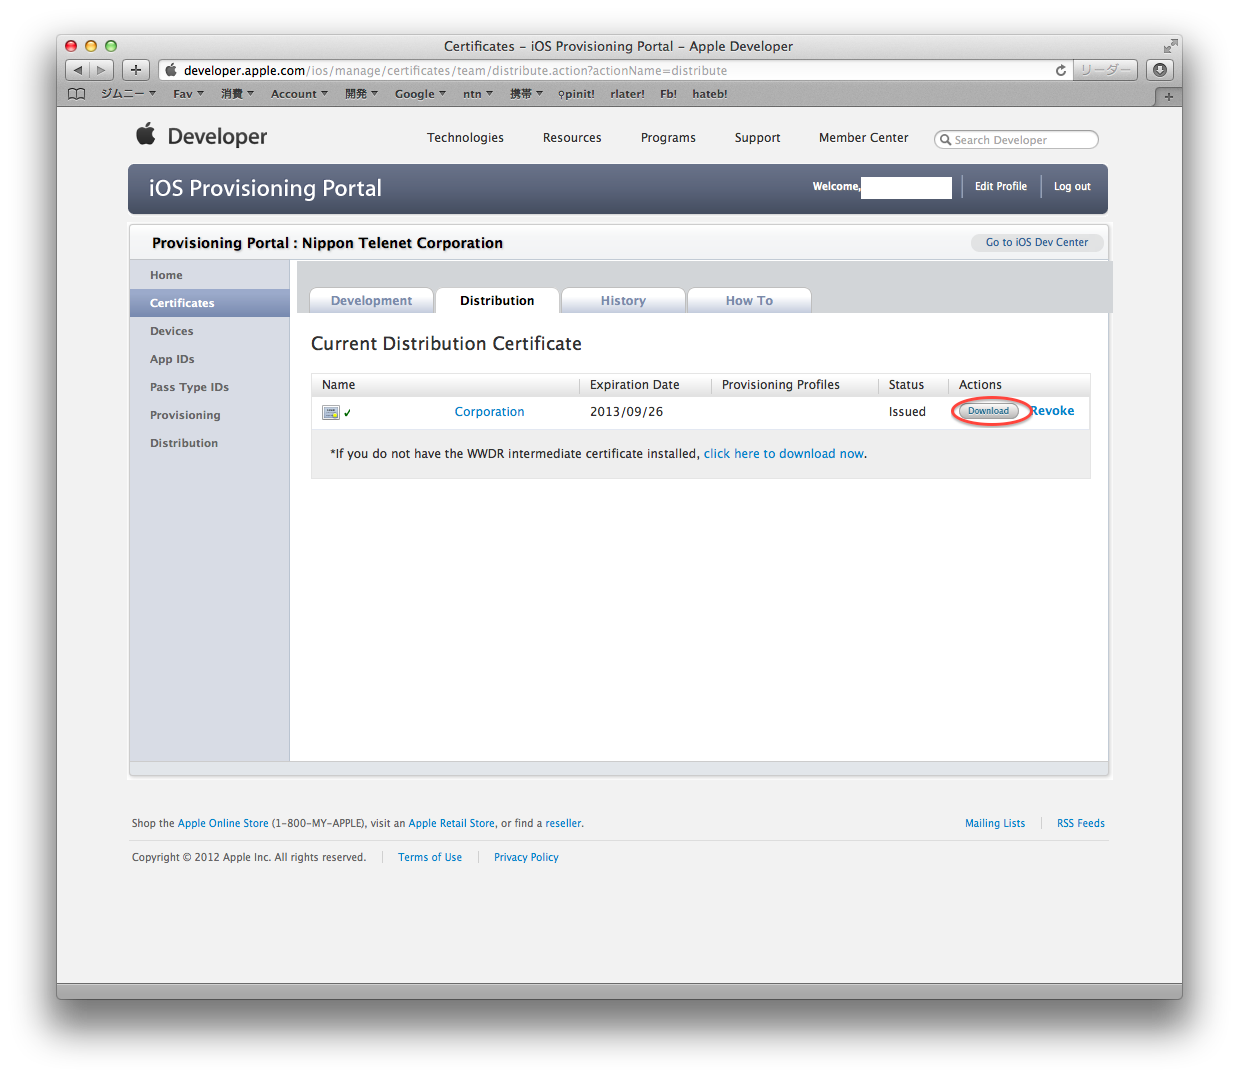 Certificates – iOS Provisioning Portal – Apple Developer
developer.apple.com/ios/manage/certificates/team/distribute.action?actionName=distribute
リーダー
ジムニー Fav 消費 Account 開発 Google ntn 携帯 ♀pinit! rlater! Fb! hateb!
Developer
Technologies Resources Programs Support Member Center
Search Developer
iOS Provisioning Portal
Welcome, Edit Profile Log out
Provisioning Portal : Nippon Telenet Corporation
Go to iOS Dev Center
Home
Certificates
Devices
App IDs
Pass Type IDs
Provisioning
Distribution
Development Distribution History How To
Current Distribution Certificate
Name Expiration Date Provisioning Profiles Status Actions
Corporation 2013/09/26 Issued Download Revoke
*If you do not have the WWDR intermediate certificate installed, click here to download now.
Shop the Apple Online Store (1-800-MY-APPLE), visit an Apple Retail Store, or find a reseller.
Mailing Lists RSS Feeds
Copyright © 2012 Apple Inc. All rights reserved. Terms of Use Privacy Policy